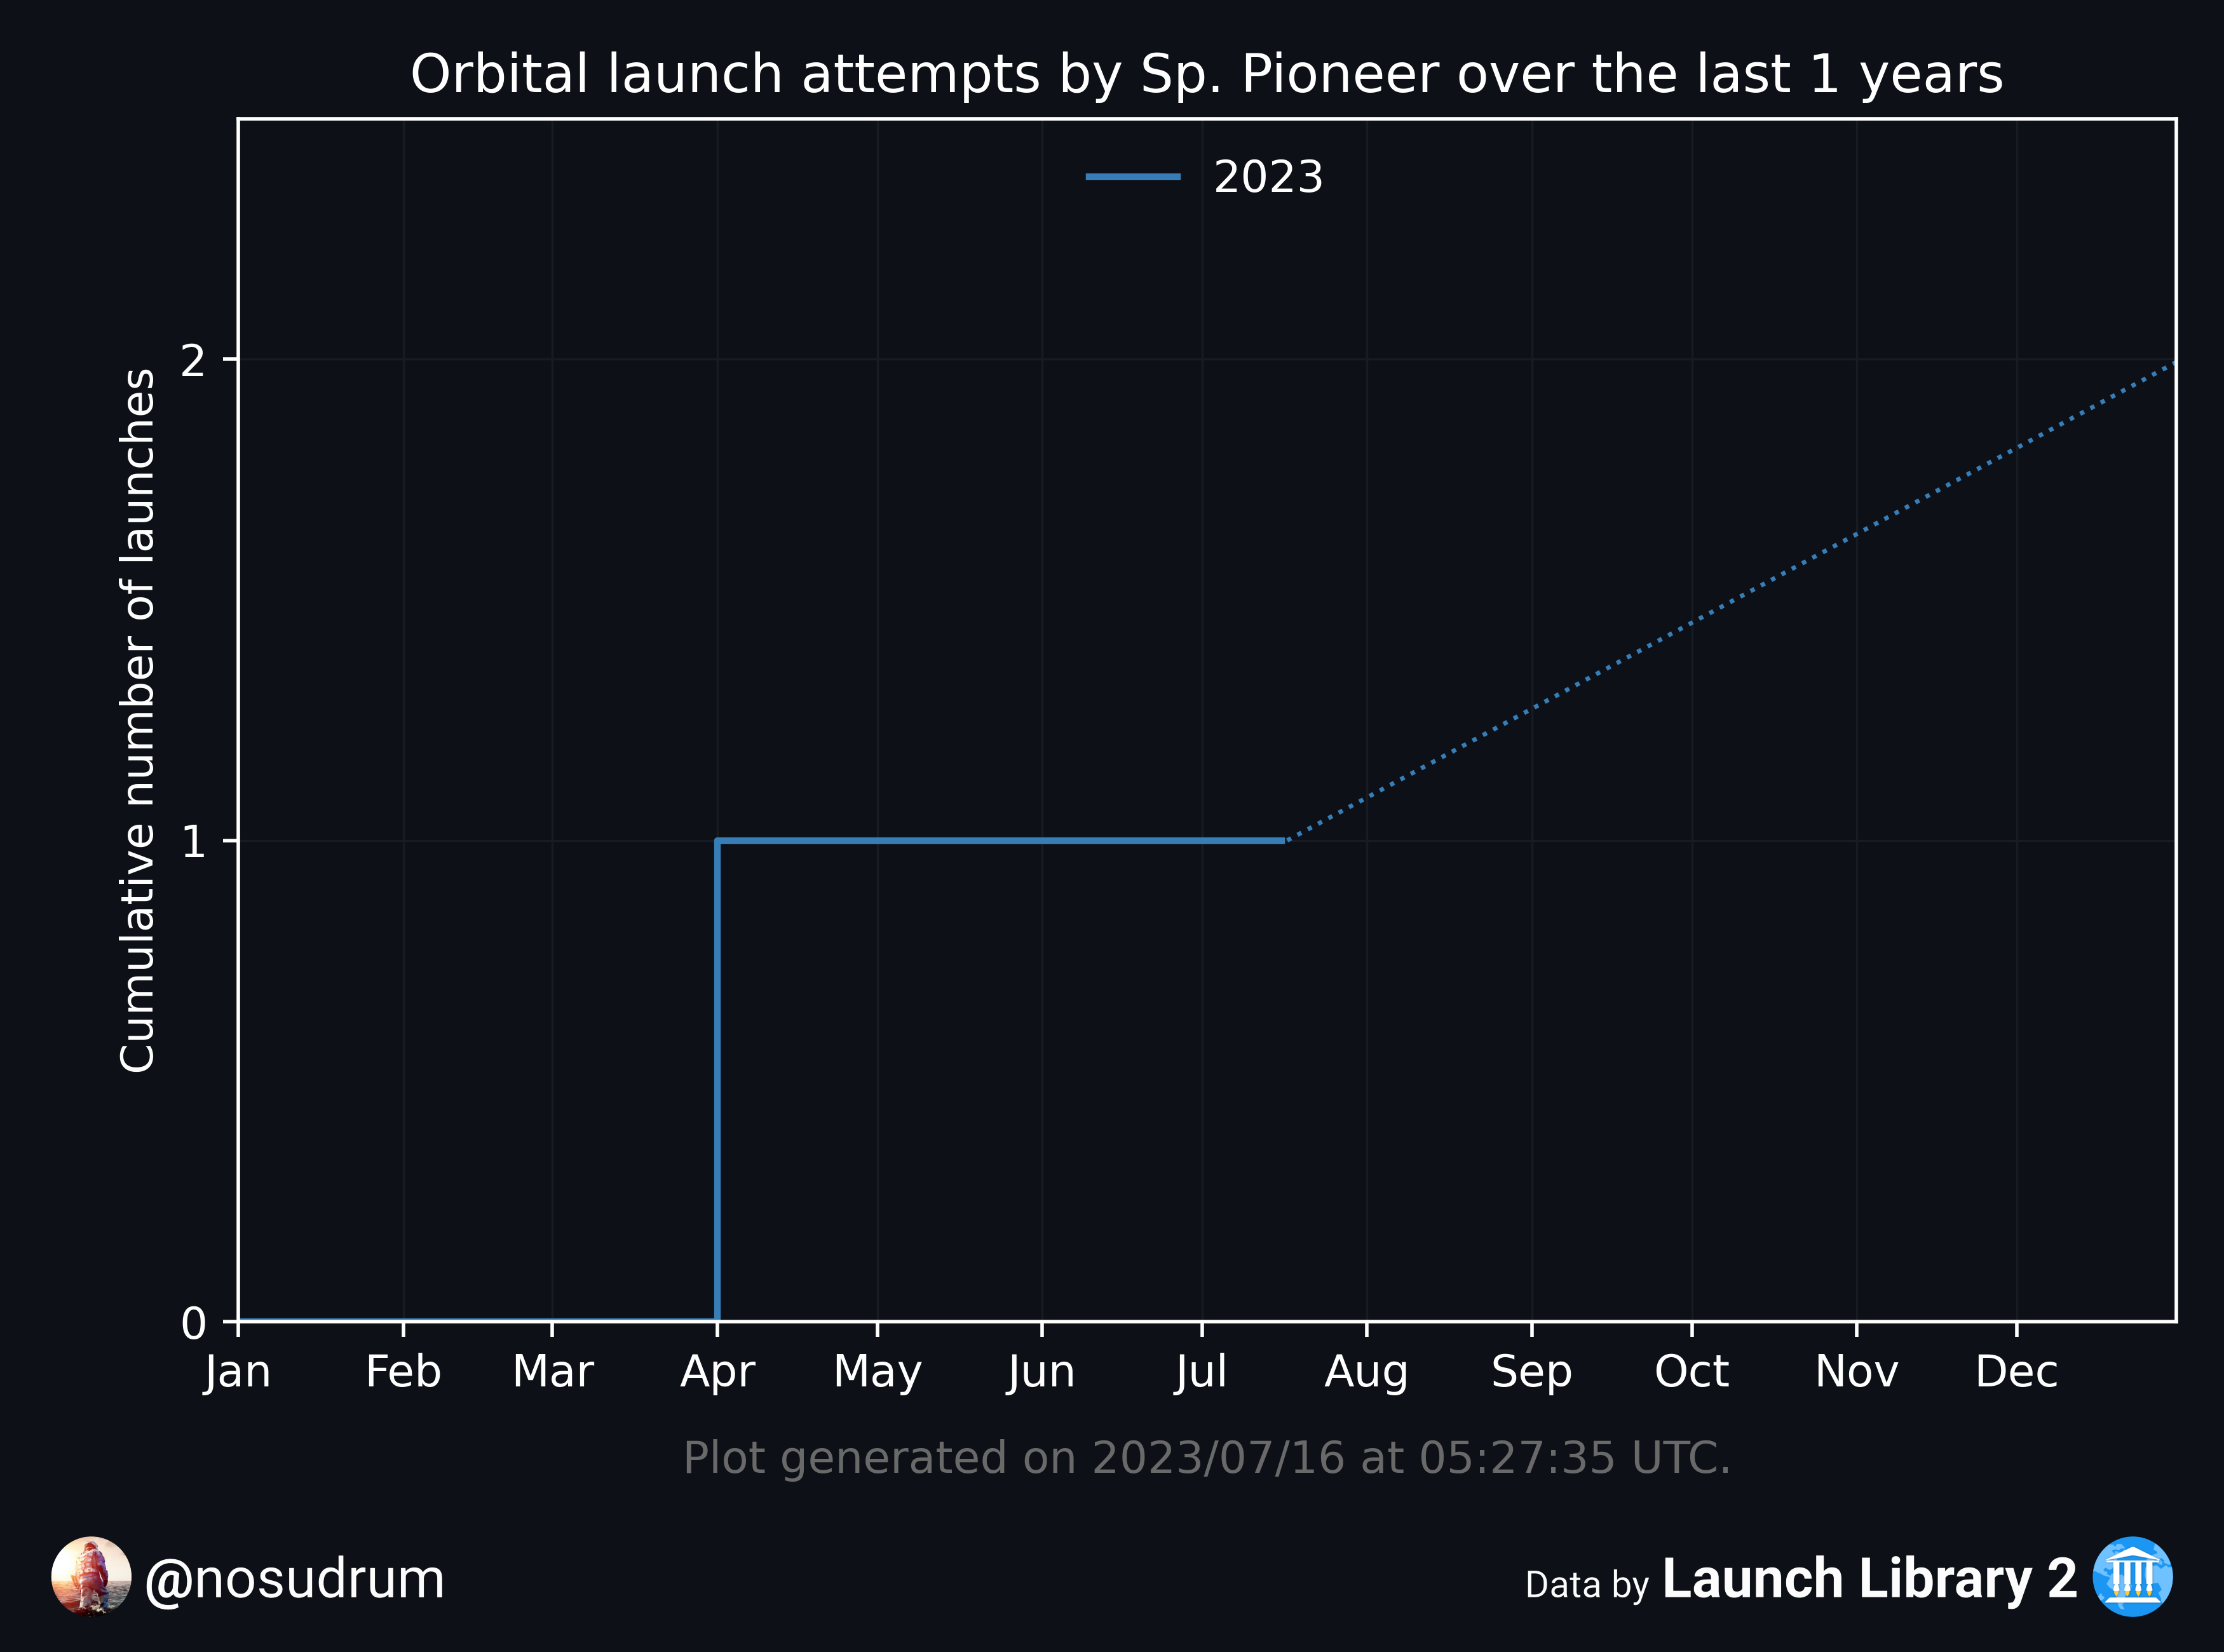 Orbital launch attempts by Sp. Pioneer over the last 1 years
2023
Cumulative number of launches
2
1
0
Jan Feb Mar Apr May Jun Jul Aug Sep Oct Nov Dec
Plot generated on 2023/07/16 at 05:27:35 UTC.
@nosudrum
Data by Launch Library 2